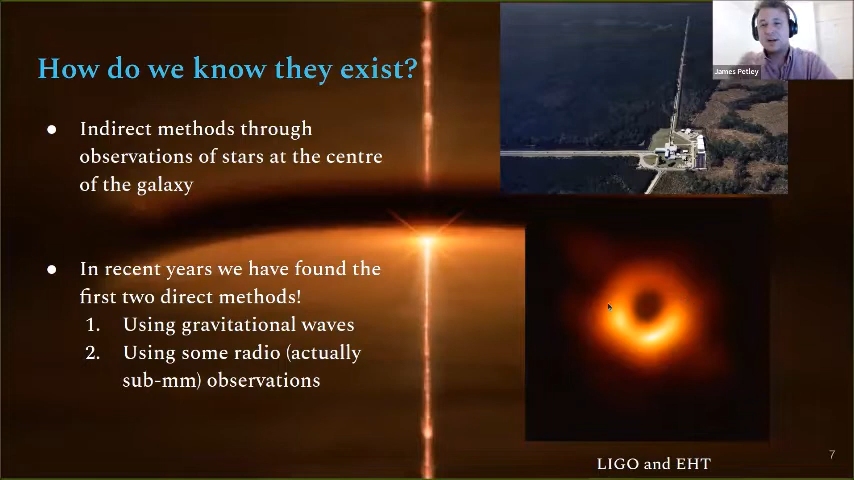 How do we know they exist?
James Petley
● Indirect methods through
observations of stars at the centre
of the galaxy
● In recent years we have found the
first two direct methods!
1. Using gravitational waves
2. Using some radio (actually
sub-mm) observations
LIGO and EHT
7